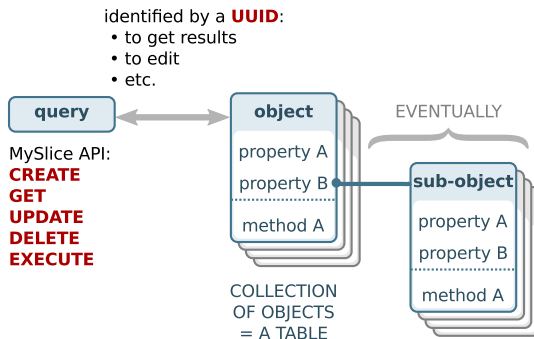 identified by a UUID:
• to get results
• to edit
• etc.
query
MySlice API:
CREATE
GET
UPDATE
DELETE
EXECUTE
object
property A
property B
method A
COLLECTION
OF OBJECTS
= A TABLE
EVENTUALLY
sub-object
property A
property B
method A